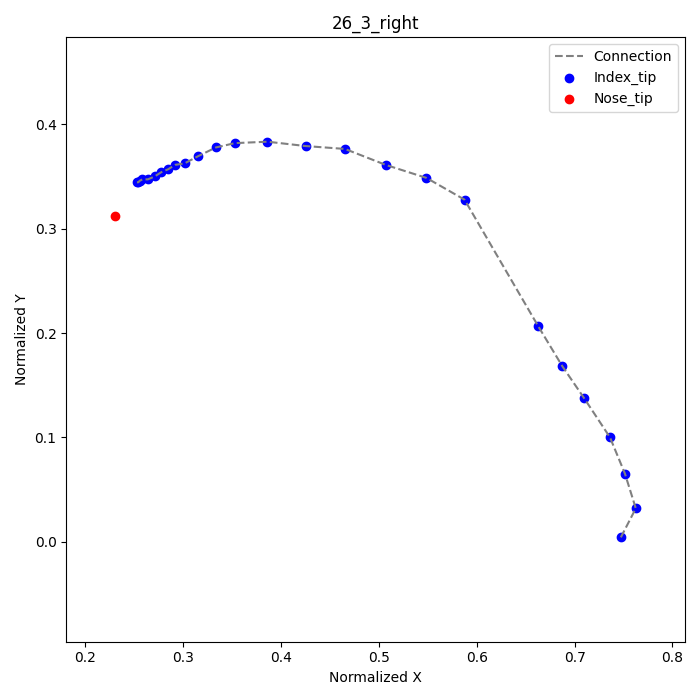 26_3_right
Connection
Index_tip
Nose_tip
0.4
0.3
0.2
0.1
0.0
Normalized Y
0.2 0.3 0.4 0.5 0.6 0.7 0.8
Normalized X